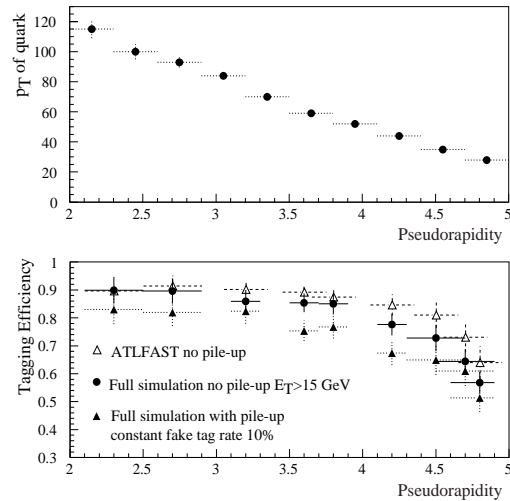 p_T of quark
120
100
80
60
40
20
0
2 2.5 3 3.5 4 4.5 5
Pseudorapidity
Tagging Efficiency
1
0.9
0.8
0.7
0.6
0.5
0.4
0.3
ATLFAST no pile-up
Full simulation no pile-up E_T>15 GeV
Full simulation with pile-up
constant fake tag rate 10%
2 2.5 3 3.5 4 4.5 5
Pseudorapidity